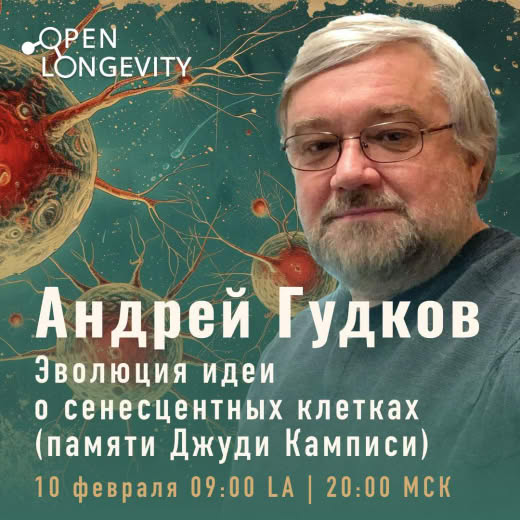 OPEN
LONGEVITY
Андрей Гудков
Эволюция идеи
о сенесцентных клетках
(памяти Джуди Камписи)
10 февраля 09:00 LA | 20:00 МСК